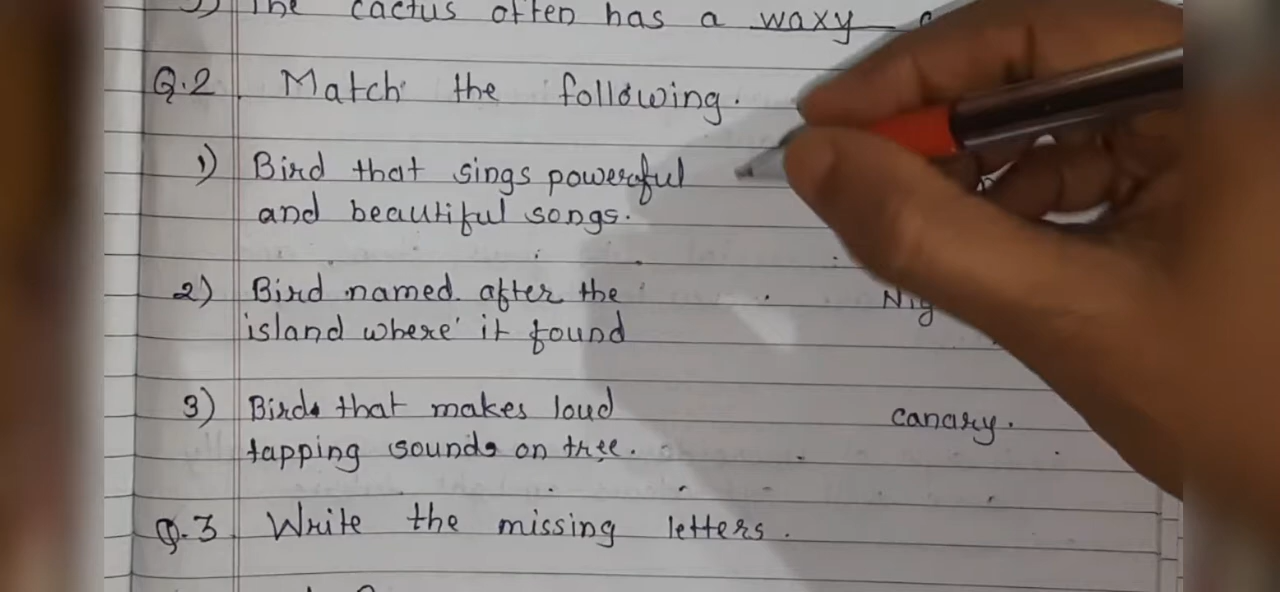 The cactus often has a waxy
Q.2 Match the following.
1) Bird that sings powerful
and beautiful songs.
2) Bird named after the Nig
island where it found
3) Birds that makes loud canary.
tapping sounds on tree.
Q.3 Write the missing letters.